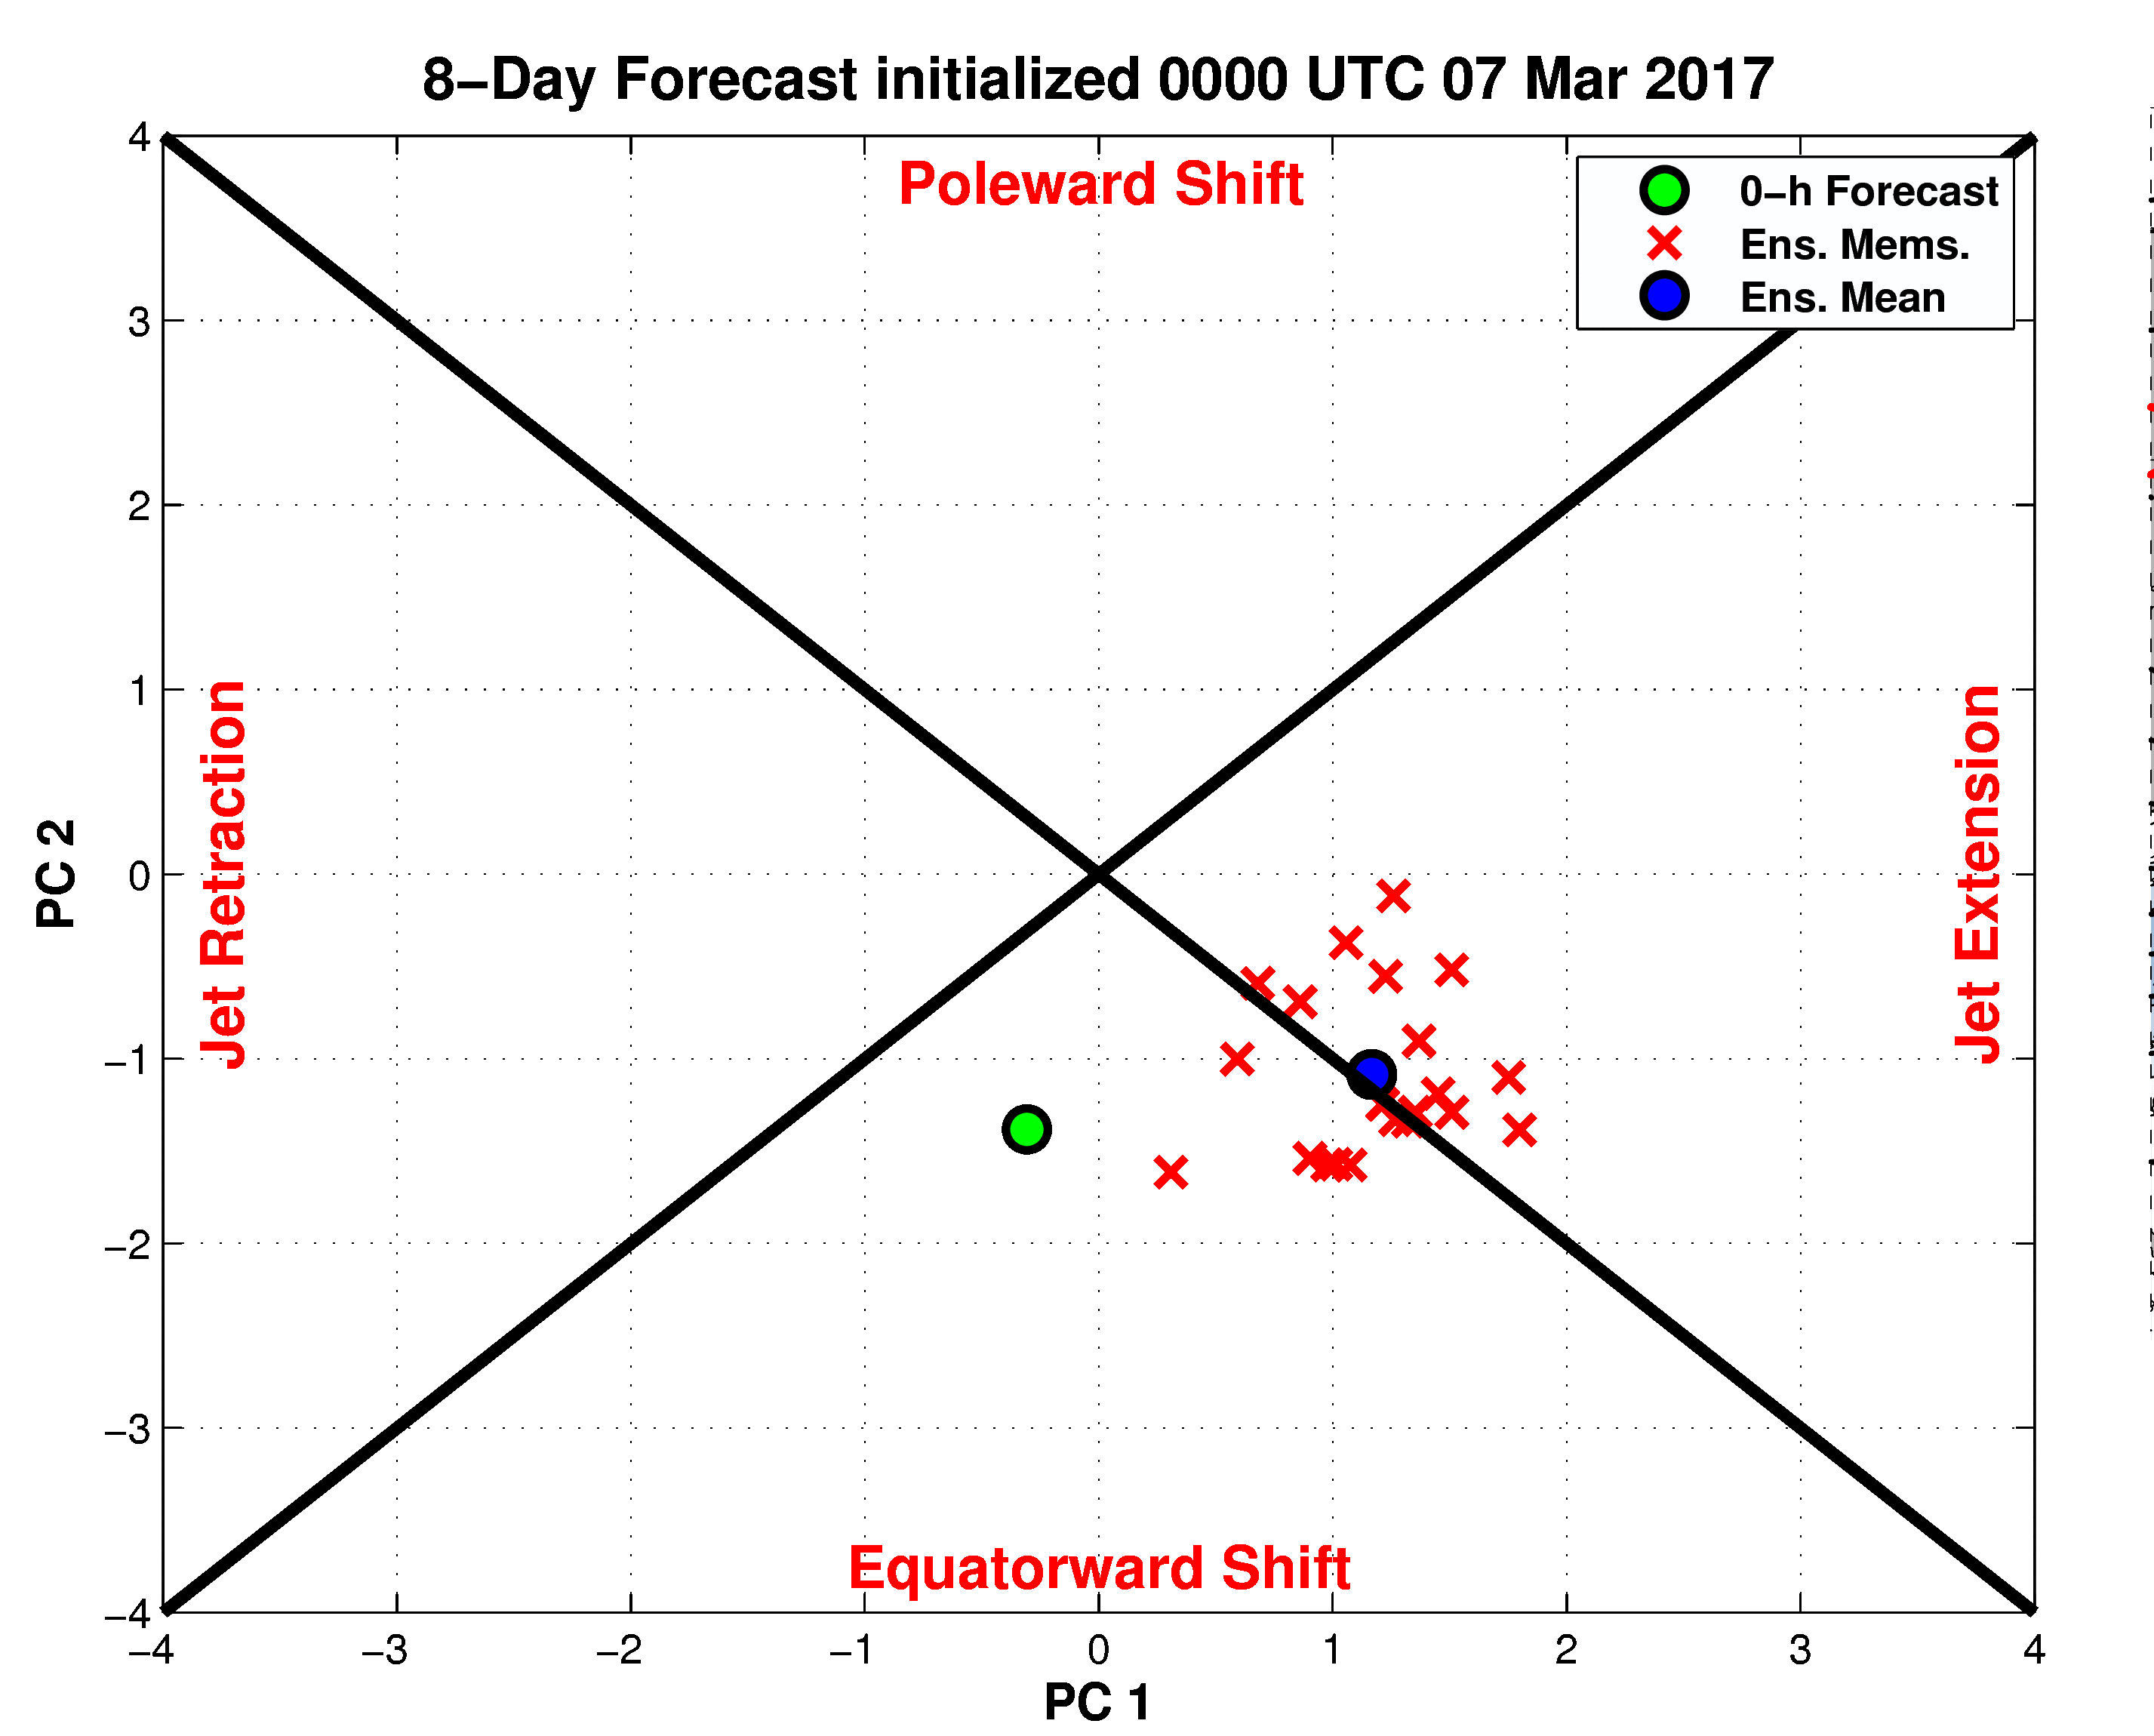 8−Day Forecast initialized 0000 UTC 07 Mar 2017
4
Poleward Shift
0−h Forecast
Ens. Mems.
Ens. Mean
3
2
1
0
−1
−2
−3
−4
PC 2
Jet Retraction
Jet Extension
Equatorward Shift
−4
−3
−2
−1
0
1
2
3
4
PC 1